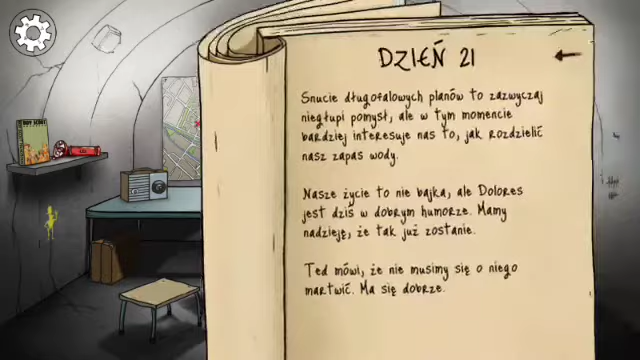 DZIEŃ 21
Snucie długofalowych planów to zazwyczaj
niegłupi pomysł, ale w tym momencie
bardziej interesuje nas to, jak rozdzielić
nasz zapas wody.
Nasze życie to nie bajka, ale Dolores
jest dziś w dobrym humorze. Mamy
nadzieję, że tak już zostanie.
Ted mówi, że nie musimy się o niego
martwić. Ma się dobrze.